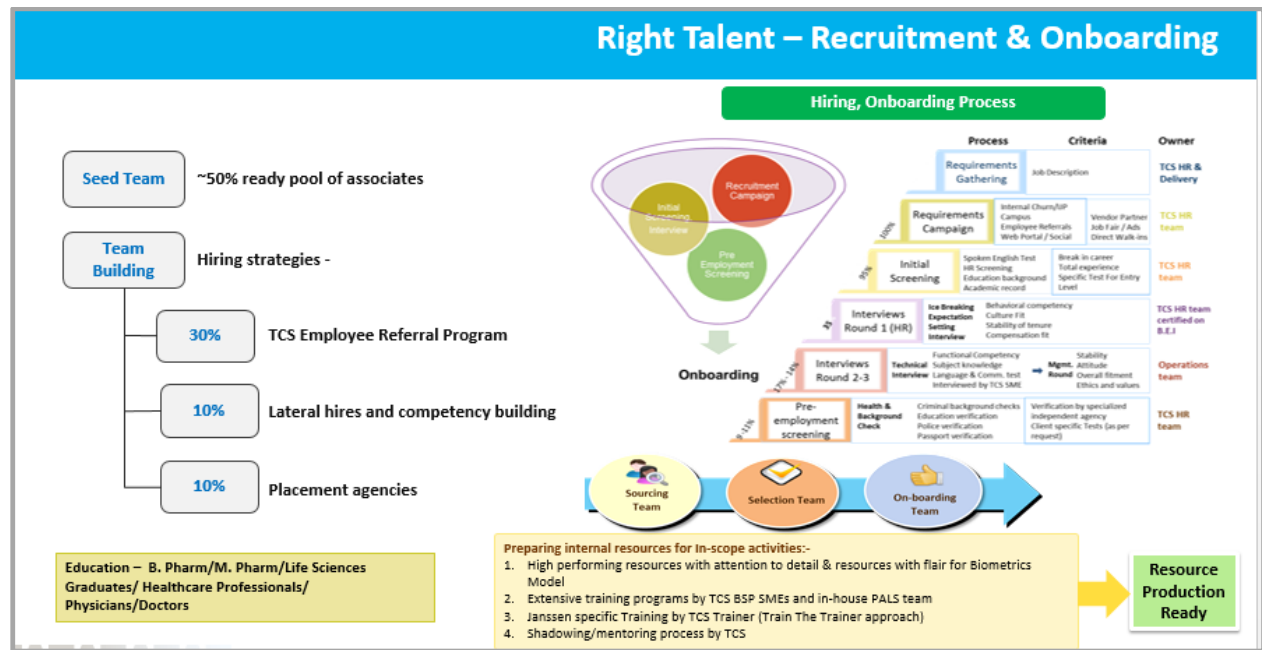 Right Talent – Recruitment & Onboarding
Seed Team
~50% ready pool of associates
Team
Building
Hiring strategies -
30%
TCS Employee Referral Program
10%
Lateral hires and competency building
10%
Placement agencies
Education – B. Pharm/M. Pharm/Life Sciences
Graduates/ Healthcare Professionals/
Physicians/Doctors
Hiring, Onboarding Process
Recruitment
Campaign
Initial
Screening
Interview
Pre
Employment
Screening
Onboarding
Process
Criteria
Owner
Requirements
Gathering
Job Description
TCS HR &
Delivery
100%
Requirements
Campaign
Internal Churn/IJP
Campus
Employee Referrals
Web Portal / Social
Vendor Partner
Job Fair / Ads
Direct Walk-ins
TCS HR
team
95%
Initial
Screening
Spoken English Test
HR Screening
Education background
Academic record
Break in career
Total experience
Specific Test For Entry
Level
TCS HR
team
Interviews
Round 1 (HR)
Ice Breaking
Expectation
Setting
Interview
Behavioral competency
Culture Fit
Stability of tenure
Compensation fit
TCS HR team
certified on
B.E.I
17% - 14%
Interviews
Round 2-3
Technical
Interview
Functional Competency
Subject knowledge
Language & Comm. test
Interviewed by TCS SME
Mgmt.
Round
Stability
Attitude
Overall fitment
Ethics and values
Operations
team
9-11%
Pre-
employment
screening
Health &
Background
Check
Criminal background checks
Education verification
Police verification
Passport verification
Verification by specialized
independent agency
Client specific Tests (as per
request)
TCS HR
team
Sourcing
Team
Selection Team
On-boarding
Team
Preparing internal resources for In-scope activities:-
1. High performing resources with attention to detail & resources with flair for Biometrics
Model
2. Extensive training programs by TCS BSP SMEs and in-house PALS team
3. Janssen specific Training by TCS Trainer (Train The Trainer approach)
4. Shadowing/mentoring process by TCS
Resource
Production
Ready